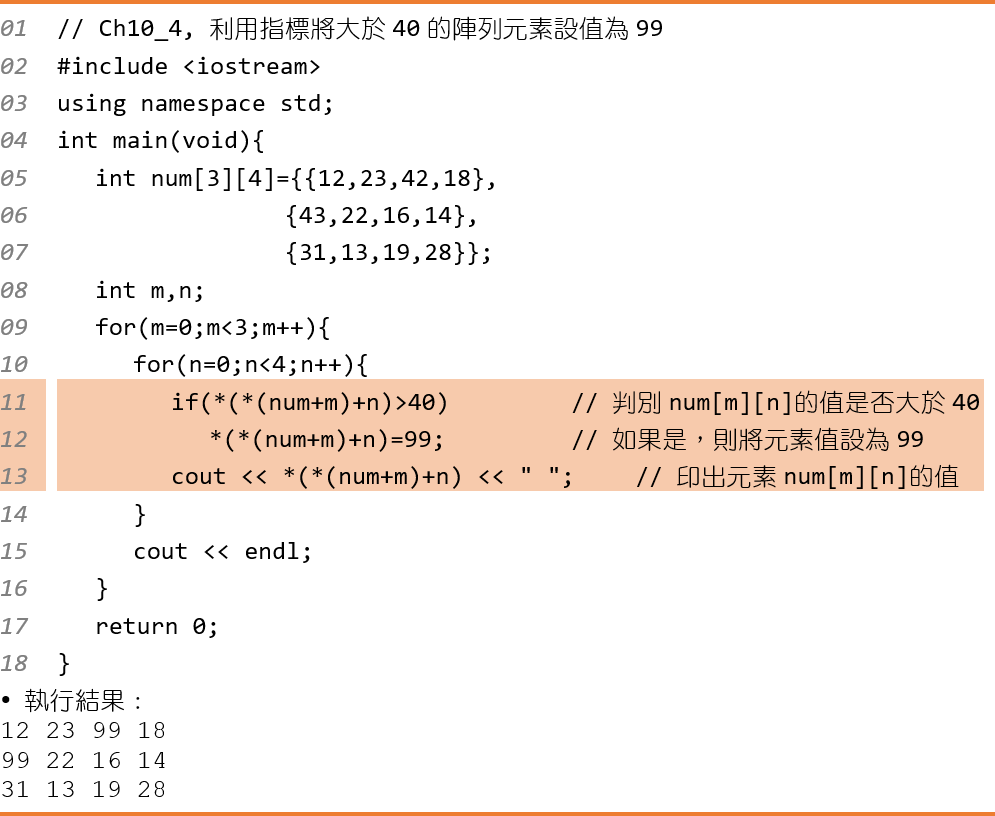 01 // Ch10_4, 利用指標將大於 40 的陣列元素設值為 99
02 #include <iostream>
03 using namespace std;
04 int main(void){
05 int num[3][4]={{12,23,42,18},
06 {43,22,16,14},
07 {31,13,19,28}};
08 int m,n;
09 for(m=0;m<3;m++){
10 for(n=0;n<4;n++){
11 if(*(*(num+m)+n)>40) // 判別 num[m][n]的值是否大於 40
12 *(*(num+m)+n)=99; // 如果是，則將元素值設為 99
13 cout << *(*(num+m)+n) << " "; // 印出元素 num[m][n]的值
14 }
15 cout << endl;
16 }
17 return 0;
18 }
• 執行結果：
12 23 99 18
99 22 16 14
31 13 19 28